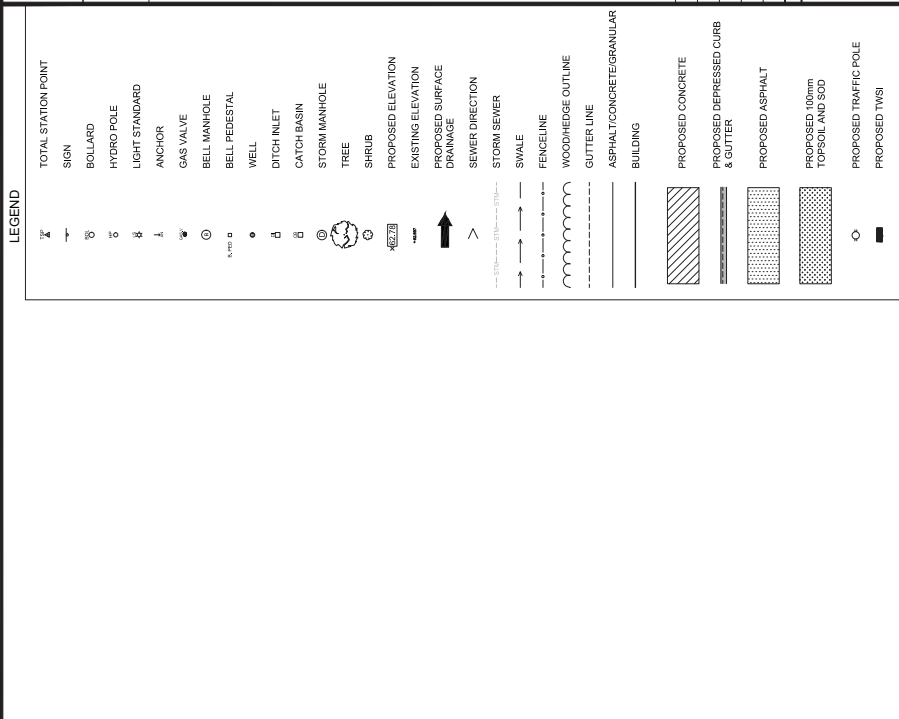 LEGEND
TOTAL STATION POINT
SIGN
BOLLARD
HYDRO POLE
LIGHT STANDARD
ANCHOR
GAS VALVE
BELL MANHOLE
B
BELL PEDESTAL
B. PED
WELL
DITCH INLET
CATCH BASIN
CB
STORM MANHOLE
D
TREE
SHRUB
PROPOSED ELEVATION
×62.78
EXISTING ELEVATION
PROPOSED SURFACE
DRAINAGE
SEWER DIRECTION
STORM SEWER
STM STM STM
SWALE
FENCELINE
WOOD/HEDGE OUTLINE
GUTTER LINE
ASPHALT/CONCRETE/GRANULAR
BUILDING
PROPOSED CONCRETE
PROPOSED DEPRESSED CURB
& GUTTER
PROPOSED ASPHALT
PROPOSED 100mm
TOPSOIL AND SOD
PROPOSED TRAFFIC POLE
PROPOSED TWSI